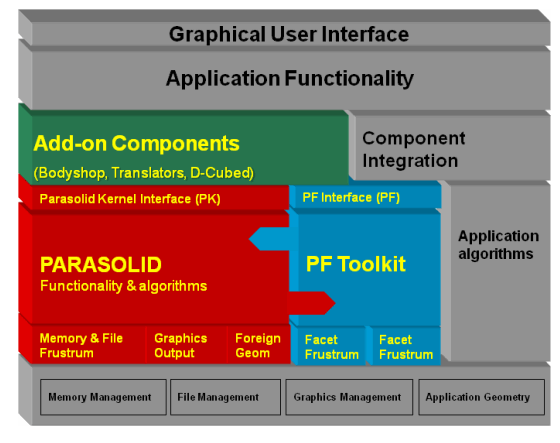 Graphical User Interface
Application Functionality
Add-on Components
(Bodyshop, Translators, D-Cubed)
Component
Integration
Parasolid Kernel Interface (PK)
PF Interface (PF)
PARASOLID
Functionality & algorithms
PF Toolkit
Application
algorithms
Memory & File
Frustrum
Graphics
Output
Foreign
Geom
Facet
Frustrum
Facet
Frustrum
Memory Management
File Management
Graphics Management
Application Geometry